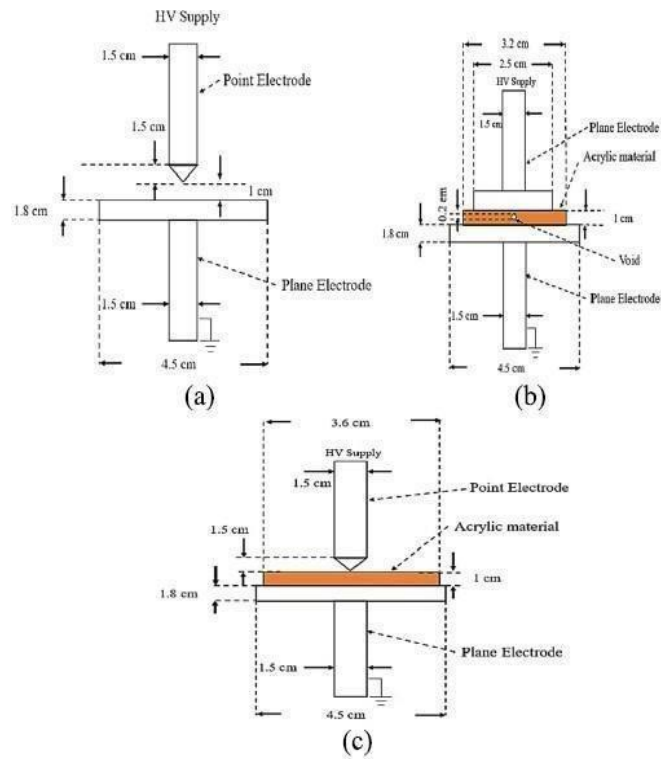 HV Supply
1.5 cm
Point Electrode
1.5 cm
1 cm
1.8 cm
Plane Electrode
1.5 cm
4.5 cm
(a)
3.2 cm
2.5 cm
HV Supply
1.5 cm
Plane Electrode
Acrylic material
0.2 cm
1 cm
1.8 cm
Void
Plane Electrode
1.5 cm
4.5 cm
(b)
3.6 cm
HV Supply
1.5 cm
Point Electrode
1.5 cm
Acrylic material
1 cm
1.8 cm
Plane Electrode
1.5 cm
4.5 cm
(c)